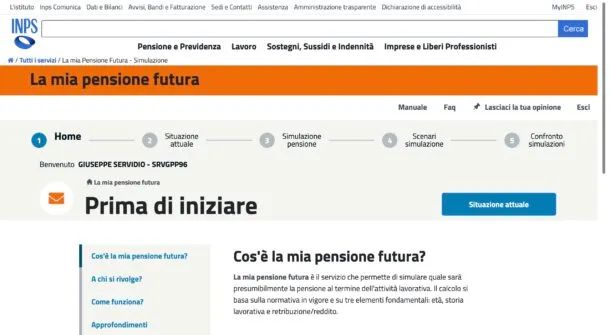 L'istituto Inps Comunica Dati e Bilanci Avvisi, Bandi e Fatturazione Sedi e Contatti Assistenza Amministrazione trasparente Dichiarazione di accessibilità MyINPS Esci
INPS
Cerca
Pensione e Previdenza Lavoro Sostegni, Sussidi e Indennità Imprese e Liberi Professionisti
/ Tutti i servizi / La mia Pensione Futura - Simulazione
La mia pensione futura
Manuale Faq Lasciaci la tua opinione Esci
1 Home 2 Situazione attuale 3 Simulazione pensione 4 Scenari simulazione 5 Confronto simulazioni
Benvenuto GIUSEPPE SERVIDIO - SRVGPP96
La mia pensione futura
Prima di iniziare
Situazione attuale
Cos'è la mia pensione futura?
A chi si rivolge?
Come funziona?
Approfondimenti
Cos'è la mia pensione futura?
La mia pensione futura è il servizio che permette di simulare quale sarà
presumibilmente la pensione al termine dell'attività lavorativa. Il calcolo si
basa sulla normativa in vigore e su tre elementi fondamentali: età, storia
lavorativa e retribuzione/reddito.